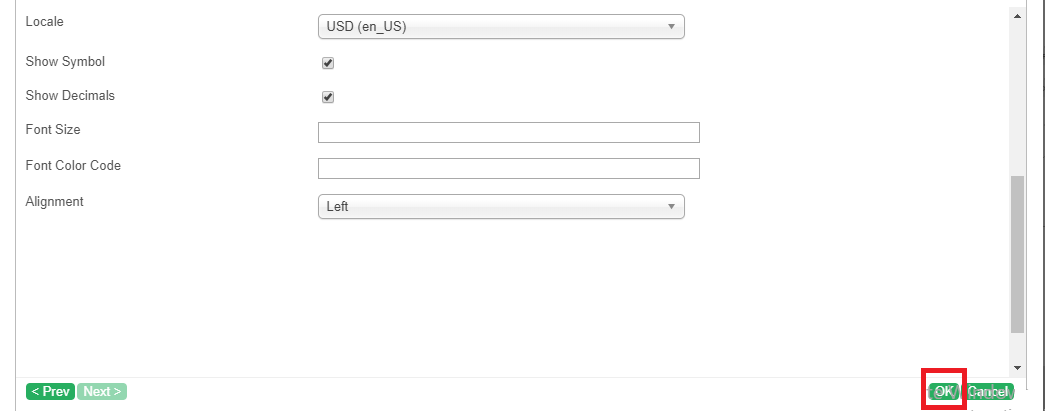 Locale
USD (en_US)
Show Symbol
Show Decimals
Font Size
Font Color Code
Alignment
Left
< Prev Next > OK Cancel